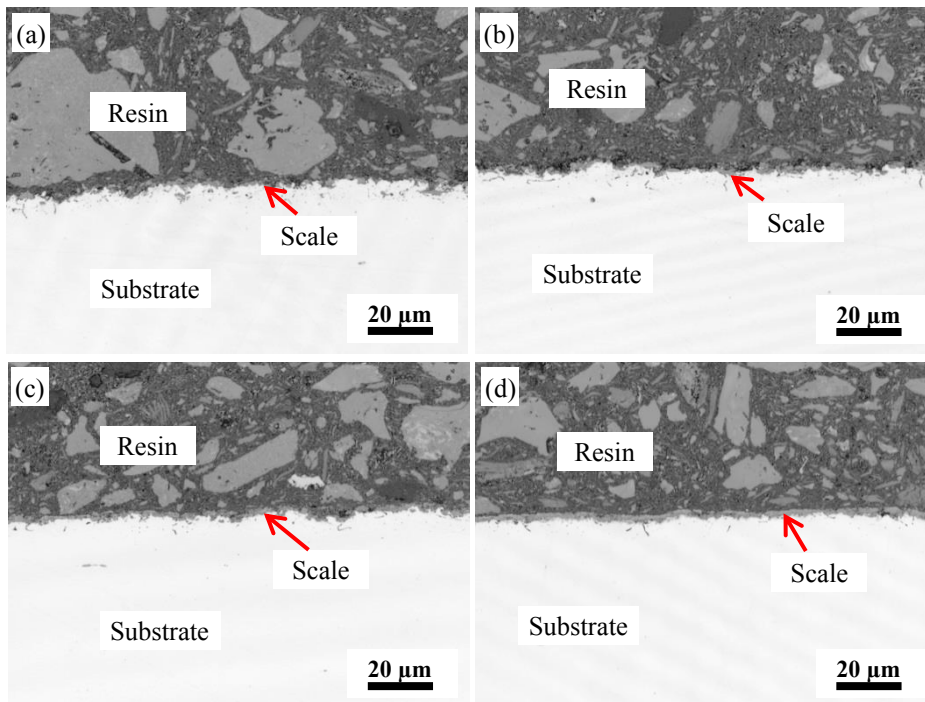 (a)
Resin
Scale
Substrate
20 µm
(b)
Resin
Scale
Substrate
20 µm
(c)
Resin
Scale
Substrate
20 µm
(d)
Resin
Scale
Substrate
20 µm